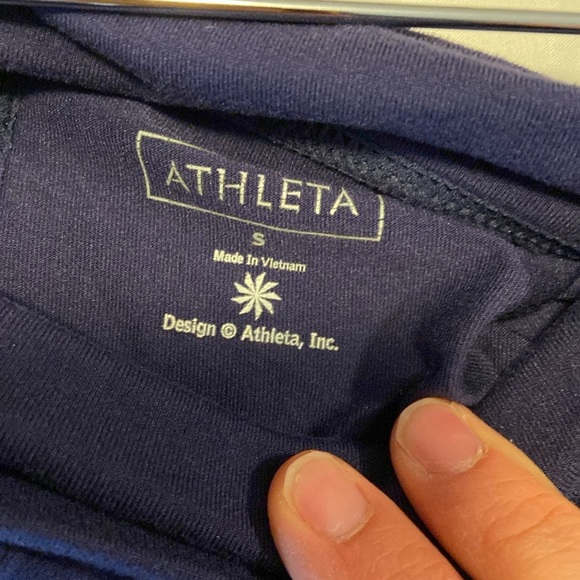 ATHLETA
S
Made In Vietnam
Design © Athleta, Inc.